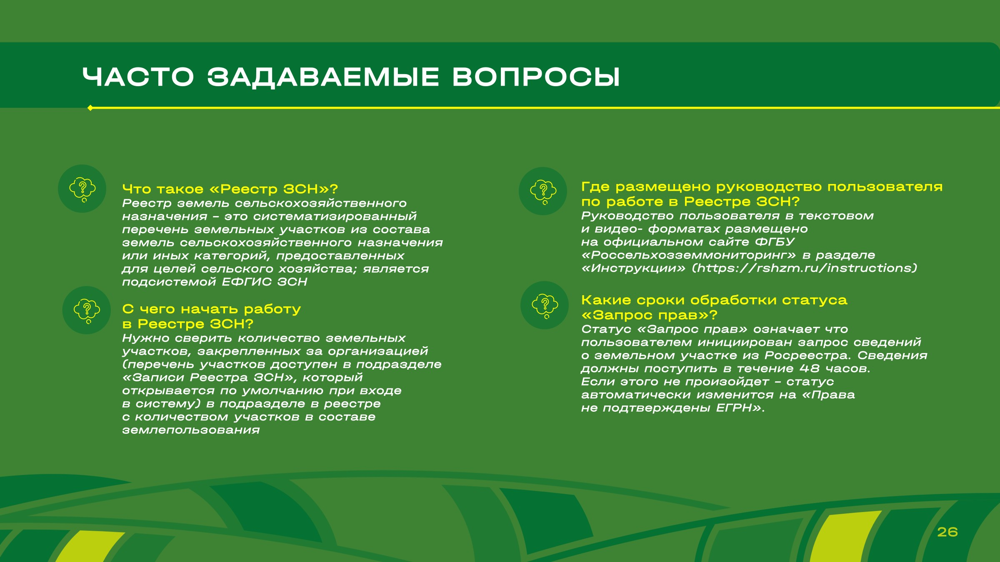 ЧАСТО ЗАДАВАЕМЫЕ ВОПРОСЫ
Что такое «Реестр ЗСН»?
Реестр земель сельскохозяйственного
назначения – это систематизированный
перечень земельных участков из состава
земель сельскохозяйственного назначения
или иных категорий, предоставленных
для целей сельского хозяйства; является
подсистемой ЕФГИС ЗСН
С чего начать работу
в Реестре ЗСН?
Нужно сверить количество земельных
участков, закрепленных за организацией
(перечень участков доступен в подразделе
«Записи Реестра ЗСН», который
открывается по умолчанию при входе
в систему) в подразделе в реестре
с количеством участков в составе
землепользования
Где размещено руководство пользователя
по работе в Реестре ЗСН?
Руководство пользователя в текстовом
и видео- форматах размещено
на официальном сайте ФГБУ
«Россельхозземмониторинг» в разделе
«Инструкции» (https://rshzm.ru/instructions)
Какие сроки обработки статуса
«Запрос прав»?
Статус «Запрос прав» означает что
пользователем инициирован запрос сведений
о земельном участке из Росреестра. Сведения
должны поступить в течение 48 часов.
Если этого не произойдет – статус
автоматически изменится на «Права
не подтверждены ЕГРН».
26